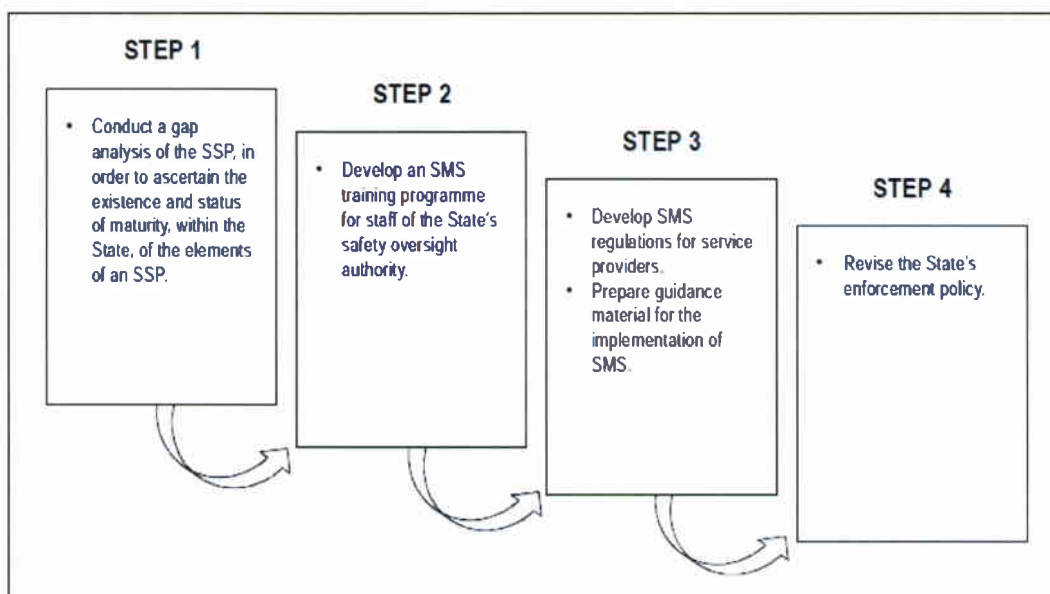 STEP 1
• Conduct a gap
analysis of the SSP, in
order to ascertain the
existence and status
of maturity, within the
State, of the elements
of an SSP.
STEP 2
• Develop an SMS
training programme
for staff of the State's
safety oversight
authority.
STEP 3
• Develop SMS
regulations for service
providers.
• Prepare guidance
material for the
implementation of
SMS.
STEP 4
• Revise the State's
enforcement policy.